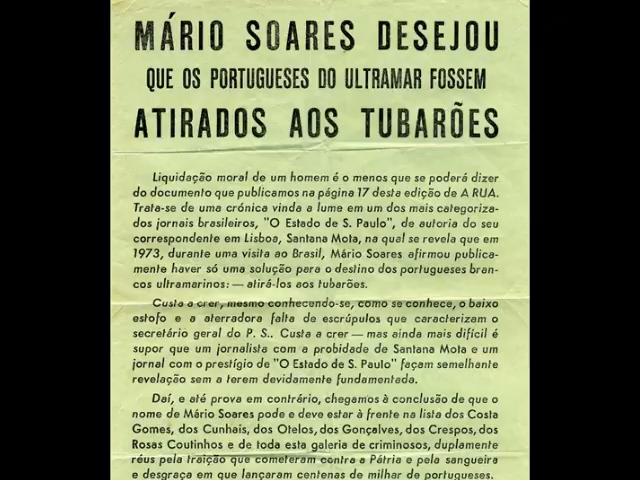 MÁRIO SOARES DESEJOU
QUE OS PORTUGUESES DO ULTRAMAR FOSSEM
ATIRADOS AOS TUBARÕES
Liquidação moral de um homem é o menos que se poderá dizer
do documento que publicamos na página 17 desta edição de A RUA.
Trata-se de uma crónica vinda a lume em um dos mais categoriza-
dos jornais brasileiros, "O Estado de S. Paulo", de autoria do seu
correspondente em Lisboa, Santana Mota, na qual se revela que em
1973, durante uma visita ao Brasil, Mário Soares afirmou publica-
mente haver só uma solução para o destino dos portugueses bran-
cos ultramarinos: — atirá-los aos tubarões.
Custa a crer, mesmo conhecendo-se, como se conhece, o baixo
estofo e a aterradora falta de escrúpulos que caracterizam o
secretário geral do P. S.. Custa a crer — mas ainda mais difícil é
supor que um jornalista com a probidade de Santana Mota e um
jornal com o prestígio de "O Estado de S. Paulo" façam semelhante
revelação sem a terem devidamente fundamentada.
Daí, e até prova em contrário, chegamos à conclusão de que o
nome de Mário Soares pode e deve estar à frente na lista dos Costa
Gomes, dos Cunhais, dos Otelos, dos Gonçalves, dos Crespos, dos
Rosas Coutinhos e de toda esta galeria de criminosos, duplamente
réus pela traição que cometeram contra a Pátria e pela sangueira
e desgraça em que lançaram centenas de milhar de portugueses.